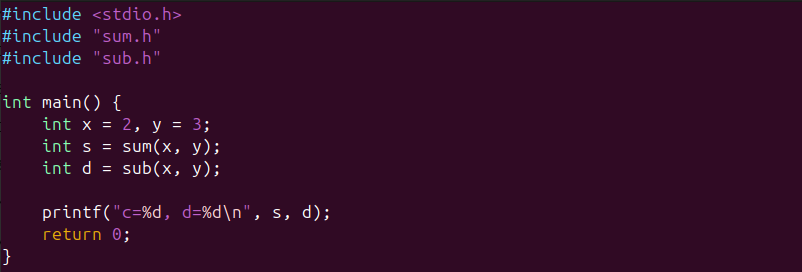 #include <stdio.h>
#include "sum.h"
#include "sub.h"

int main() {
    int x = 2, y = 3;
    int s = sum(x, y);
    int d = sub(x, y);

    printf("c=%d, d=%d\n", s, d);
    return 0;
}